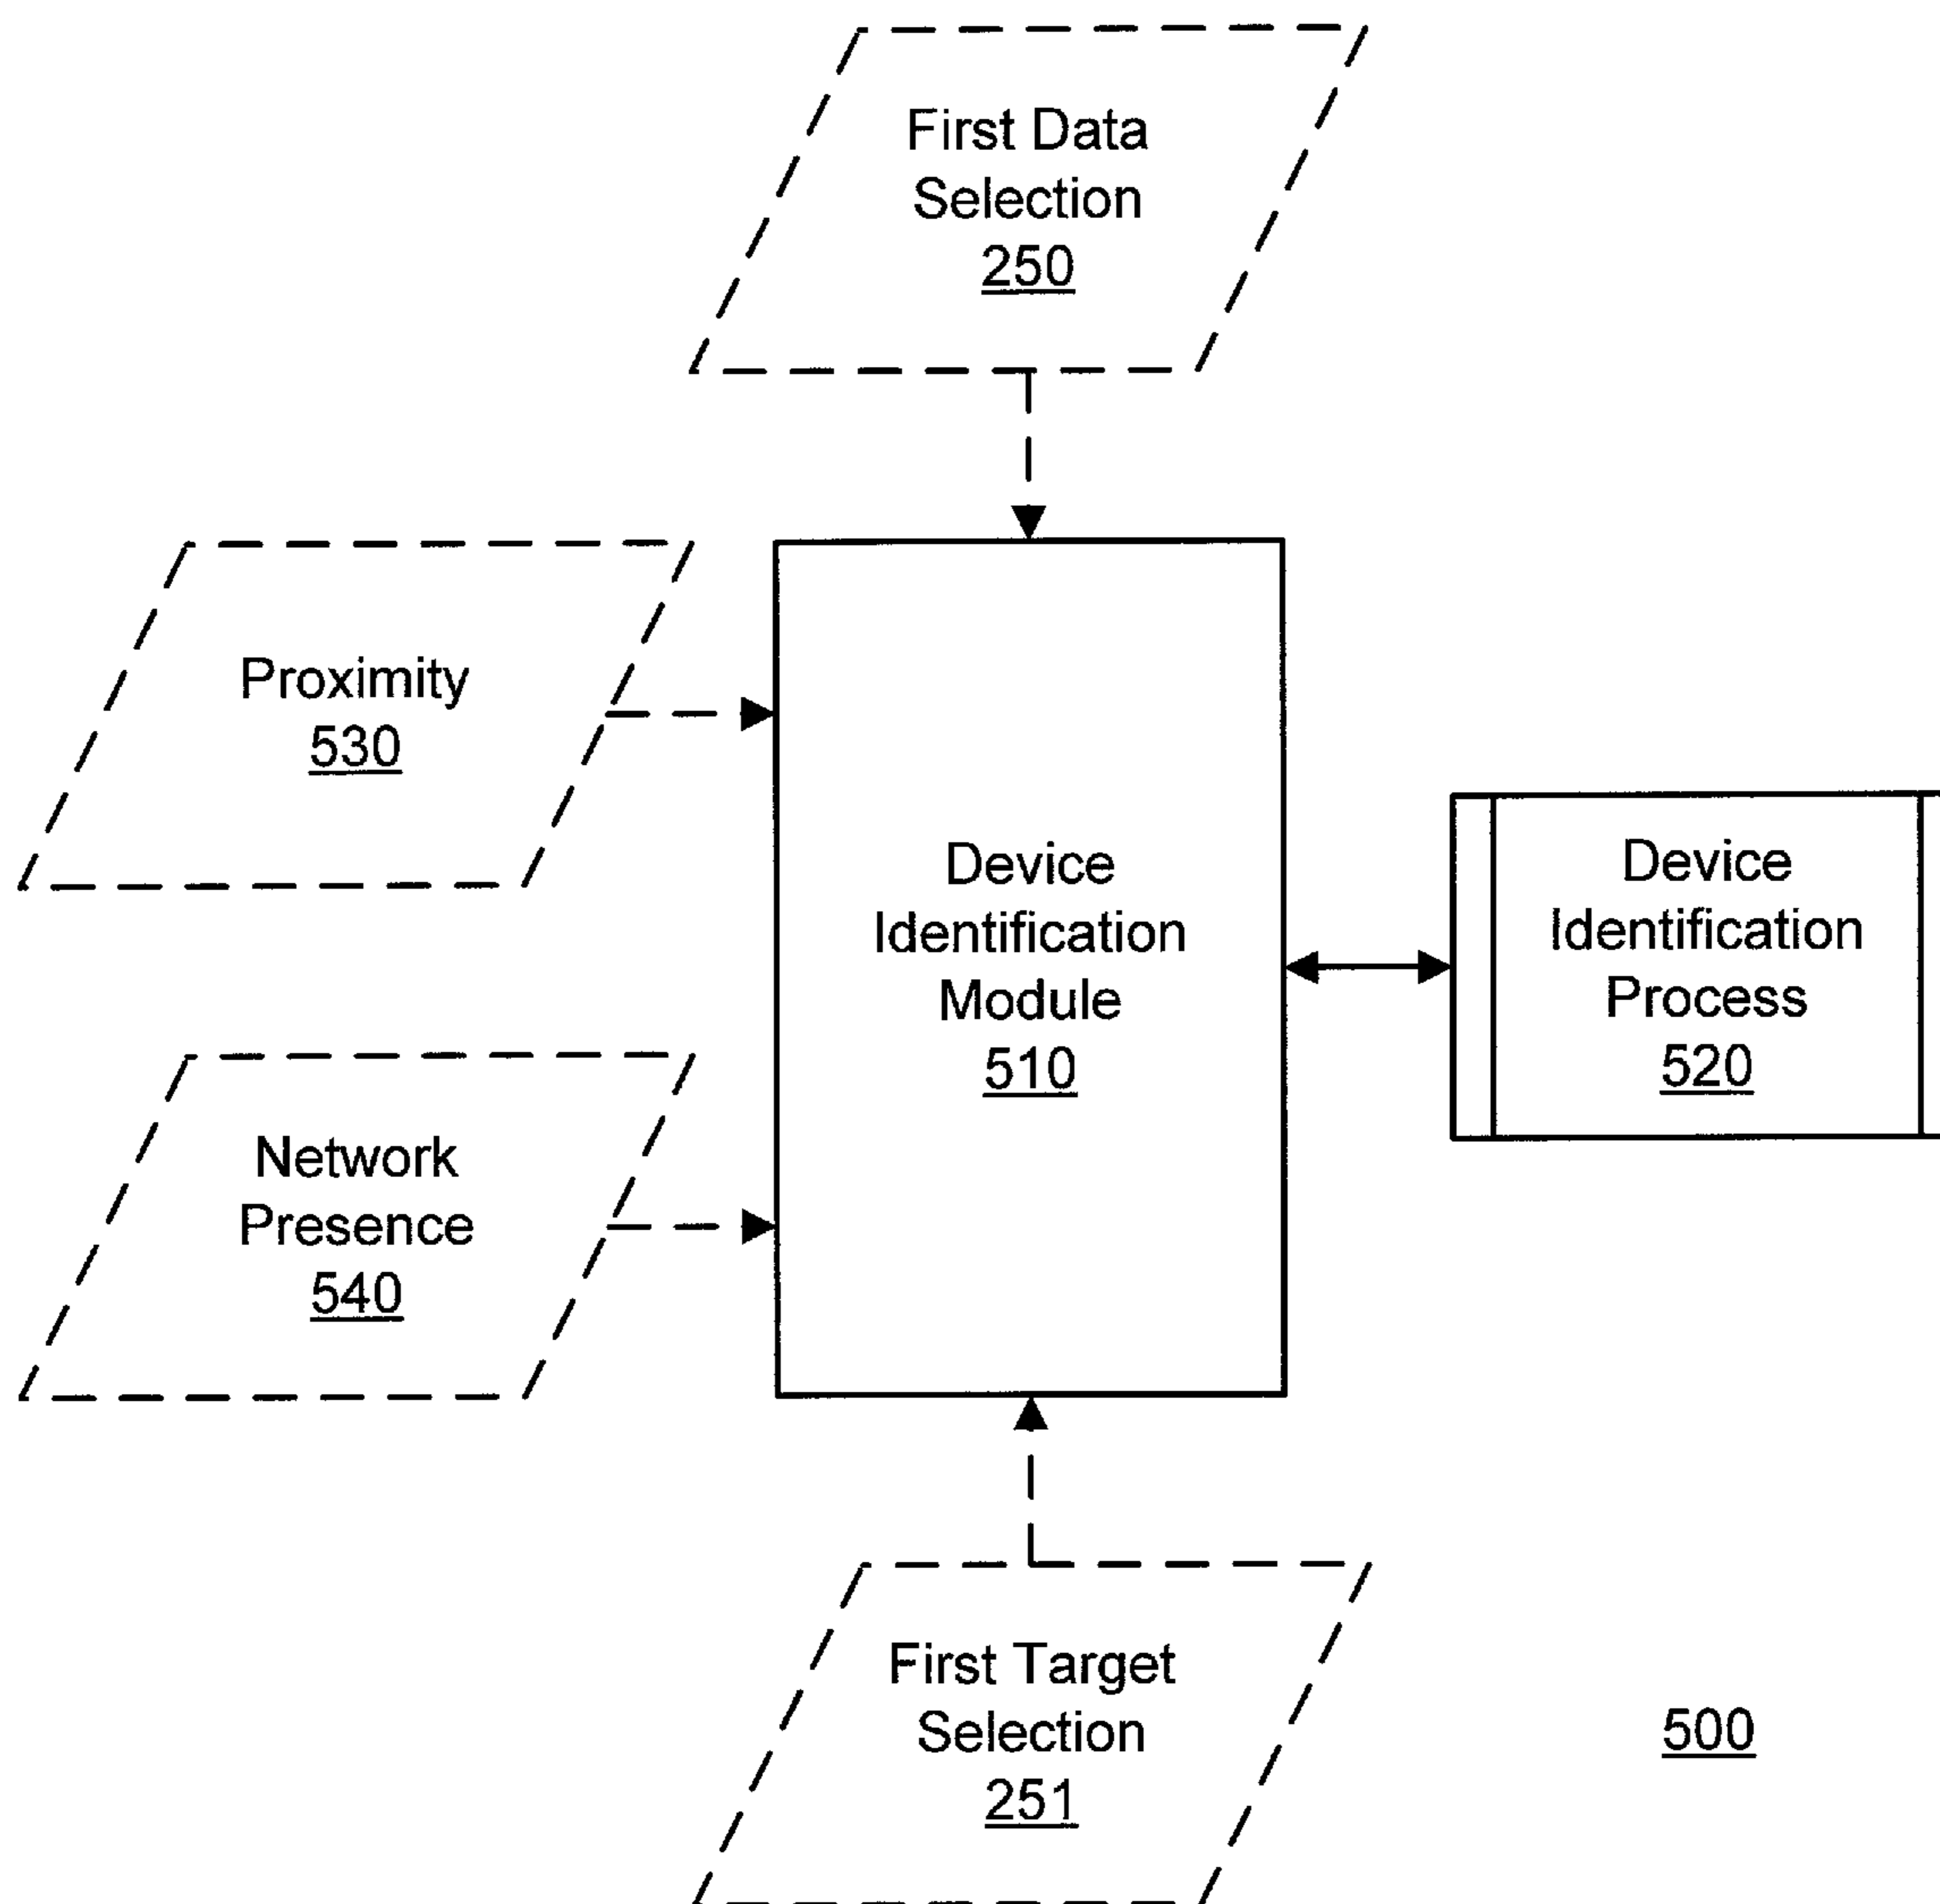 First Data
Selection
250
Proximity
530
Device
Identification
Module
510
Device
Identification
Process
520
Network
Presence
540
First Target
Selection
251
500